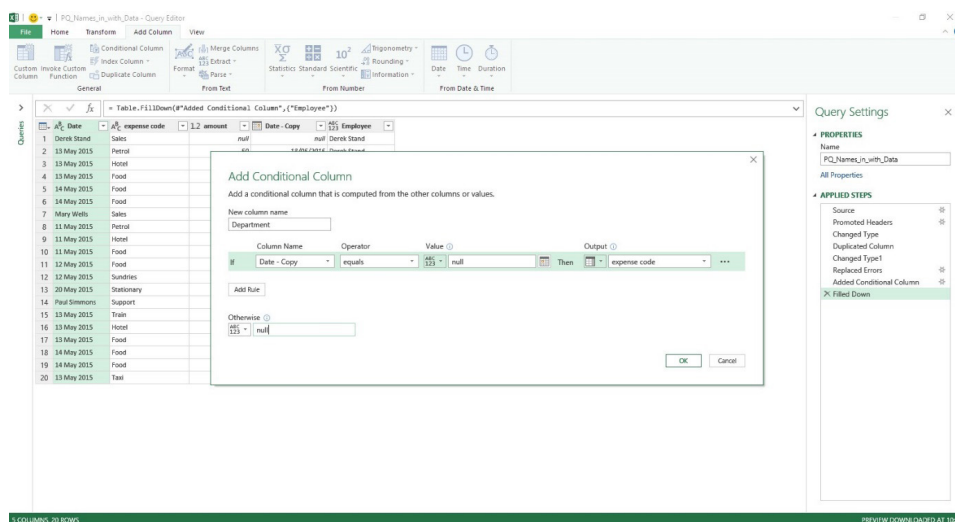 PQ_Names_in_with_Data - Query Editor
File Home Transform Add Column View
Custom Column
Invoke Custom Function
Conditional Column
Index Column
Duplicate Column
General
Format
Merge Columns
Extract
Parse
From Text
Statistics Standard Scientific
Trigonometry
Rounding
Information
From Number
Date Time Duration
From Date & Time
Queries
fx = Table.FillDown(#"Added Conditional Column",{"Employee"})
Date expense code 1.2 amount Date - Copy Employee
1 Derek Stand Sales null null Derek Stand
2 13 May 2015 Petrol
3 13 May 2015 Hotel
4 13 May 2015 Food
5 14 May 2015 Food
6 14 May 2015 Food
7 Mary Wells Sales
8 11 May 2015 Petrol
9 11 May 2015 Hotel
10 11 May 2015 Food
11 12 May 2015 Food
12 12 May 2015 Sundries
13 20 May 2015 Stationary
14 Paul Simmons Support
15 13 May 2015 Train
16 13 May 2015 Hotel
17 13 May 2015 Food
18 14 May 2015 Food
19 14 May 2015 Food
20 13 May 2015 Taxi
Add Conditional Column
Add a conditional column that is computed from the other columns or values.
New column name
Department
Column Name Operator Value Output
If Date - Copy equals ABC 123 null Then expense code ...
Add Rule
Otherwise
ABC 123 null
OK Cancel
Query Settings
PROPERTIES
Name
PQ_Names_in_with_Data
All Properties
APPLIED STEPS
Source
Promoted Headers
Changed Type
Duplicated Column
Changed Type1
Replaced Errors
Added Conditional Column
Filled Down
5 COLUMNS, 20 ROWS
PREVIEW DOWNLOADED AT